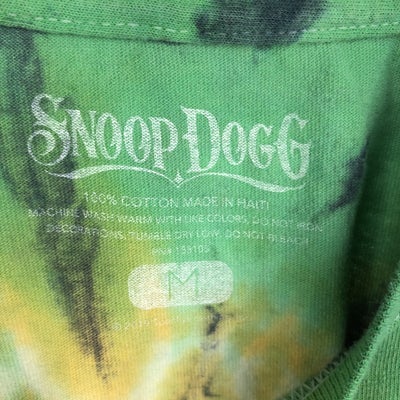 SNOOP DOGG
100% COTTON MADE IN HAITI
MACHINE WASH WARM WITH LIKE COLORS, DO NOT IRON
DECORATIONS, TUMBLE DRY LOW, DO NOT BLEACH
M